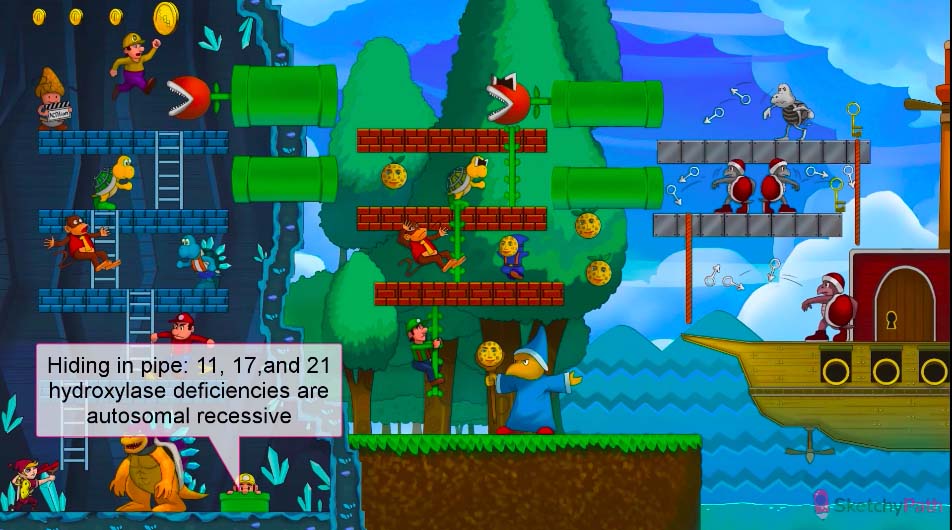 Hiding in pipe: 11, 17,and 21
hydroxylase deficiencies are
autosomal recessive
SketchyPath